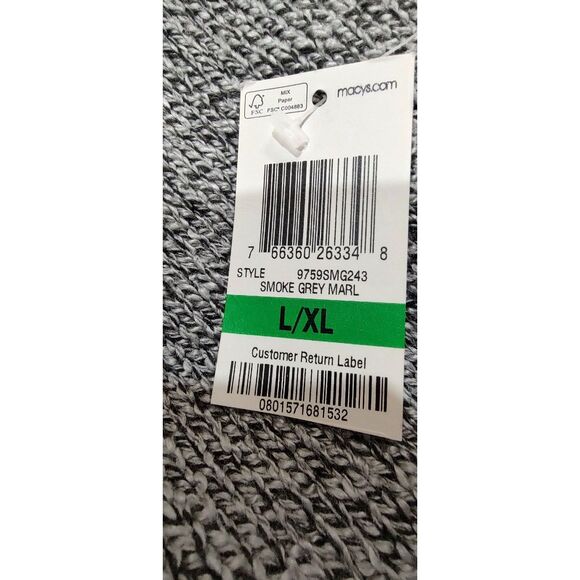 MIX
Paper
FSC
FSC® C004883
macys.com
7 66360 26334 8
STYLE 9759SMG243
SMOKE GREY MARL
L/XL
Customer Return Label
0801571681532